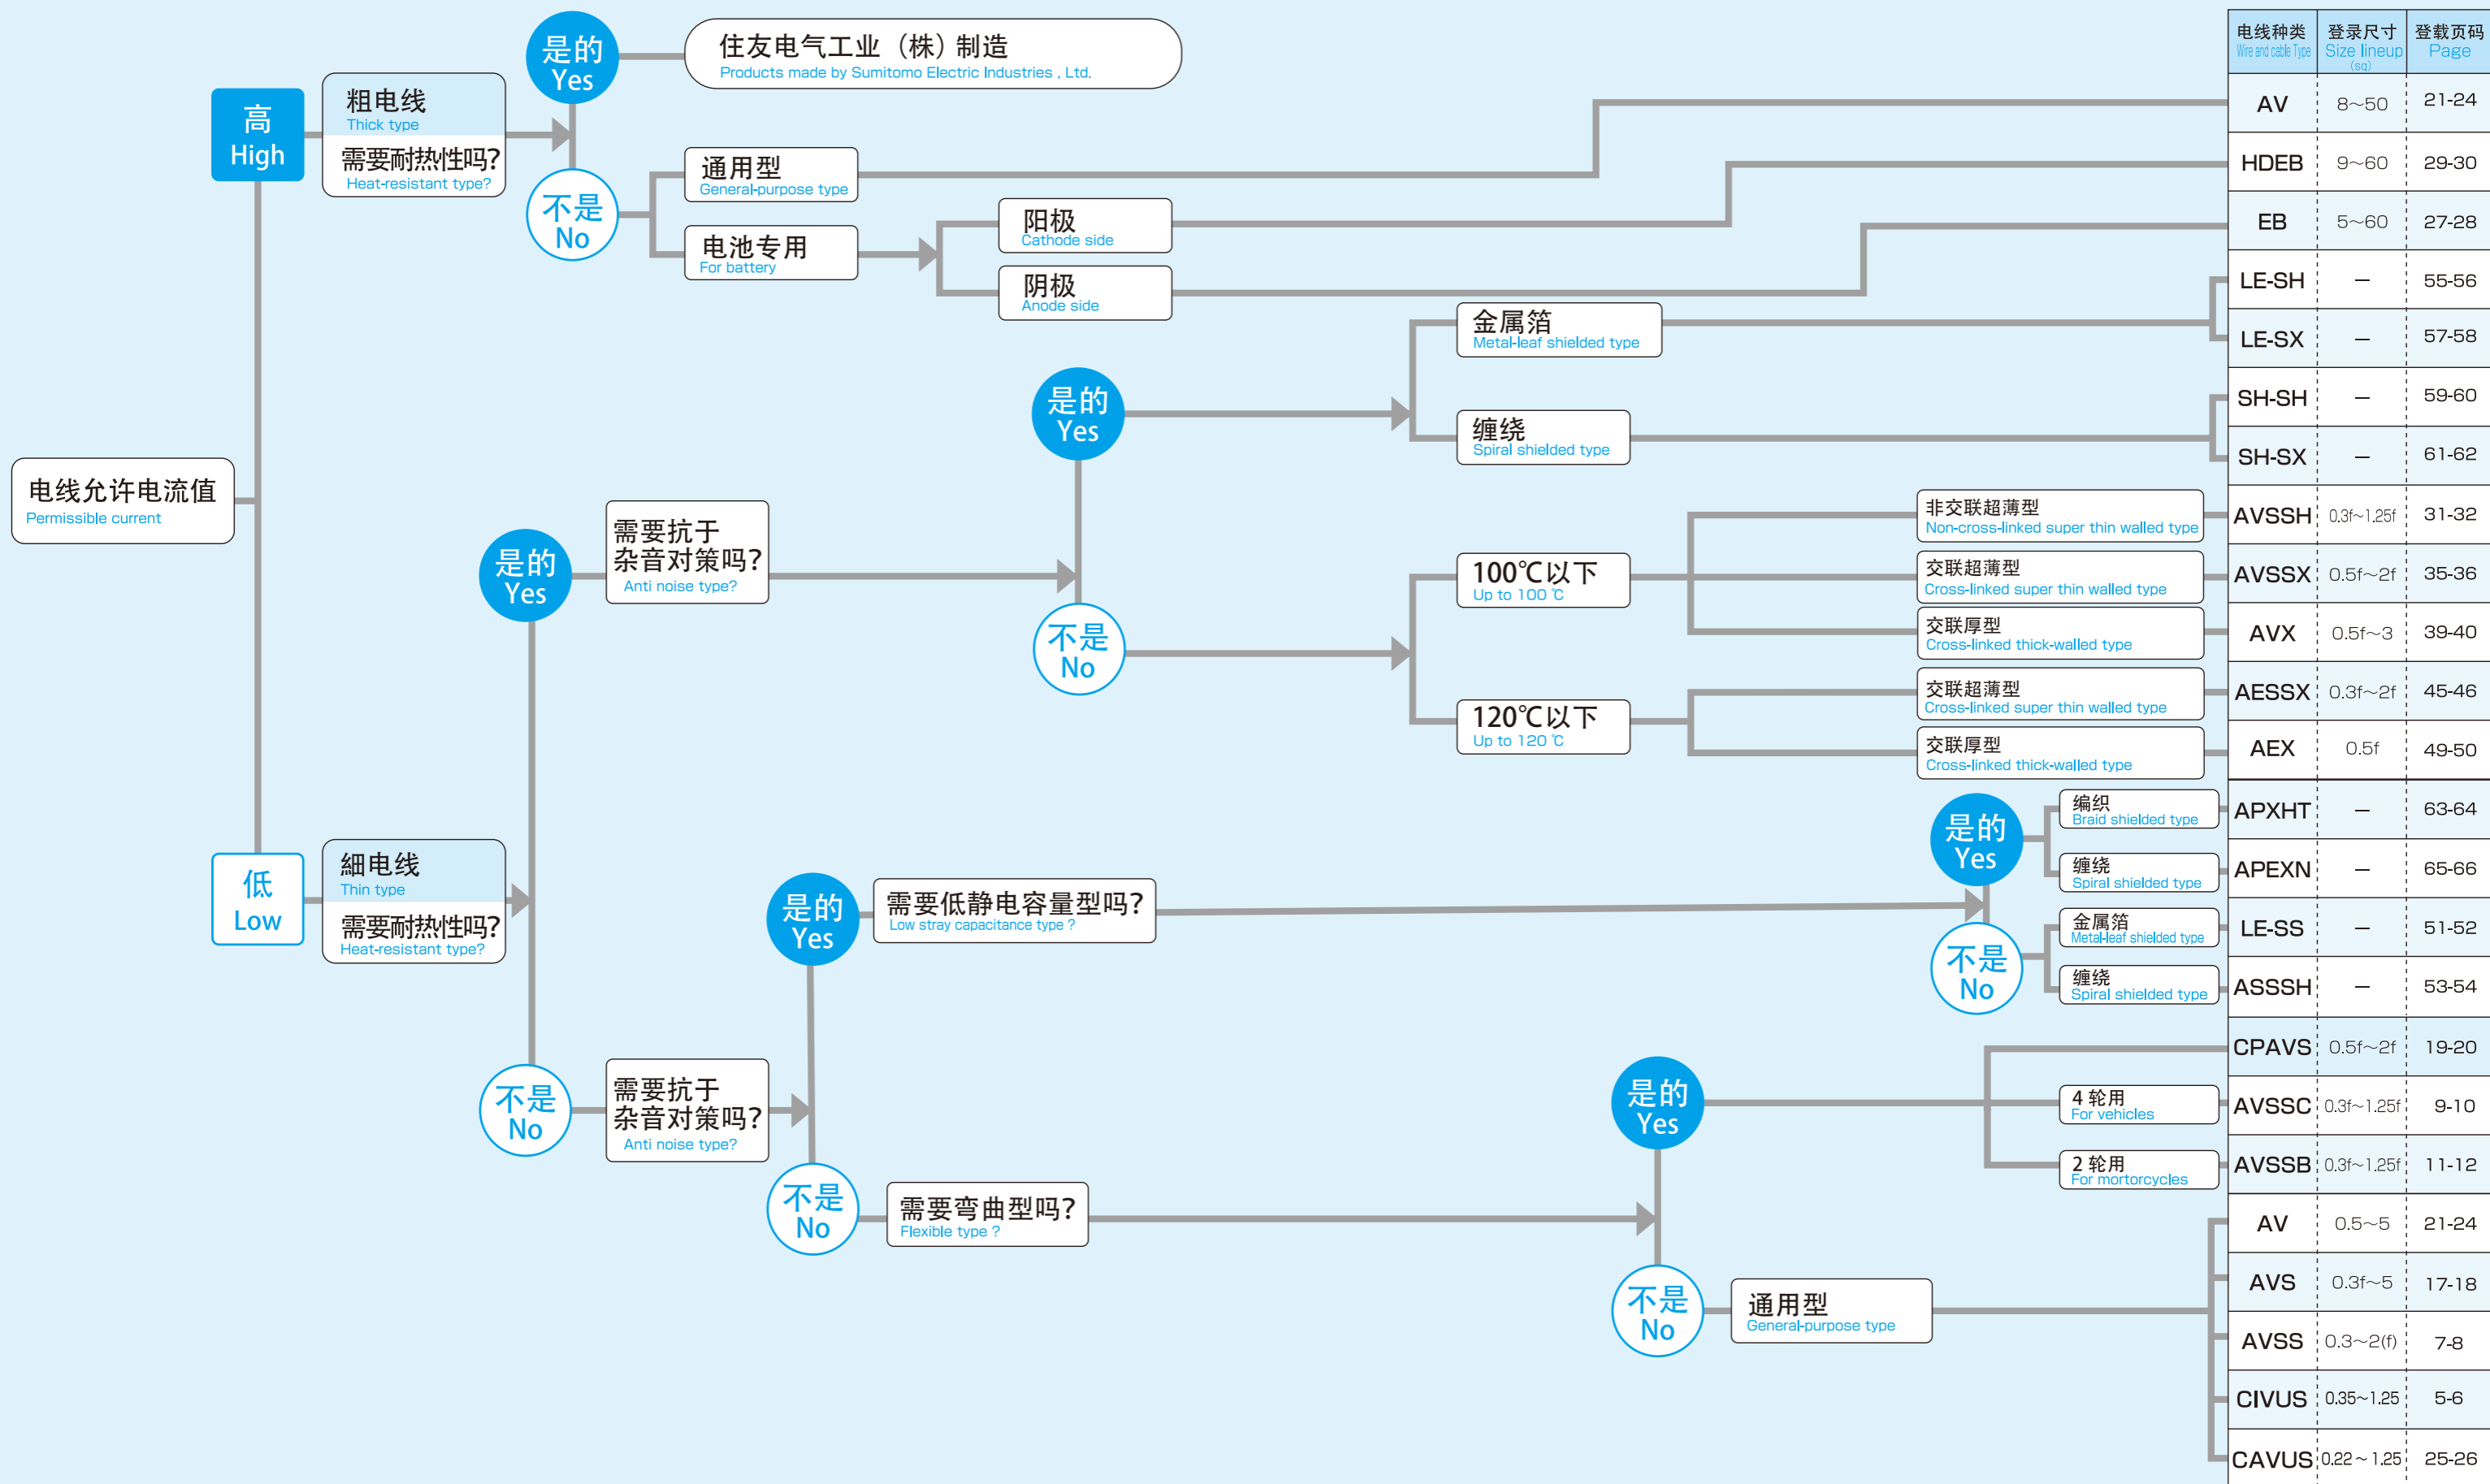 电线允许电流值
Permissible current
高
High
粗电线
Thick type
需要耐热性吗?
Heat-resistant type?
是的
Yes
住友电气工业（株）制造
Products made by Sumitomo Electric Industries , Ltd.
不是
No
通用型
General-purpose type
电池专用
For battery
阳极
Cathode side
阴极
Anode side
低
Low
細电线
Thin type
需要耐热性吗?
Heat-resistant type?
是的
Yes
需要抗于
杂音对策吗?
Anti noise type?
是的
Yes
金属箔
Metal-leaf shielded type
缠绕
Spiral shielded type
不是
No
100℃以下
Up to 100 ℃
非交联超薄型
Non-cross-linked super thin walled type
交联超薄型
Cross-linked super thin walled type
交联厚型
Cross-linked thick-walled type
120℃以下
Up to 120 ℃
交联超薄型
Cross-linked super thin walled type
交联厚型
Cross-linked thick-walled type
不是
No
需要抗于
杂音对策吗?
Anti noise type?
是的
Yes
需要低静电容量型吗?
Low stray capacitance type ?
是的
Yes
编织
Braid shielded type
缠绕
Spiral shielded type
不是
No
金属箔
Metal-leaf shielded type
缠绕
Spiral shielded type
不是
No
需要弯曲型吗?
Flexible type ?
是的
Yes
4 轮用
For vehicles
2 轮用
For mortorcycles
不是
No
通用型
General-purpose type
电线种类 登录尺寸 登载页码
Wire and cable Type Size lineup Page
(sq)
AV 8～50 21-24
HDEB 9～60 29-30
EB 5～60 27-28
LE-SH — 55-56
LE-SX — 57-58
SH-SH — 59-60
SH-SX — 61-62
AVSSH 0.3f～1.25f 31-32
AVSSX 0.5f～2f 35-36
AVX 0.5f～3 39-40
AESSX 0.3f～2f 45-46
AEX 0.5f 49-50
APXHT — 63-64
APEXN — 65-66
LE-SS — 51-52
ASSSH — 53-54
CPAVS 0.5f～2f 19-20
AVSSC 0.3f～1.25f 9-10
AVSSB 0.3f～1.25f 11-12
AV 0.5～5 21-24
AVS 0.3f～5 17-18
AVSS 0.3～2(f) 7-8
CIVUS 0.35～1.25 5-6
CAVUS 0.22～1.25 25-26